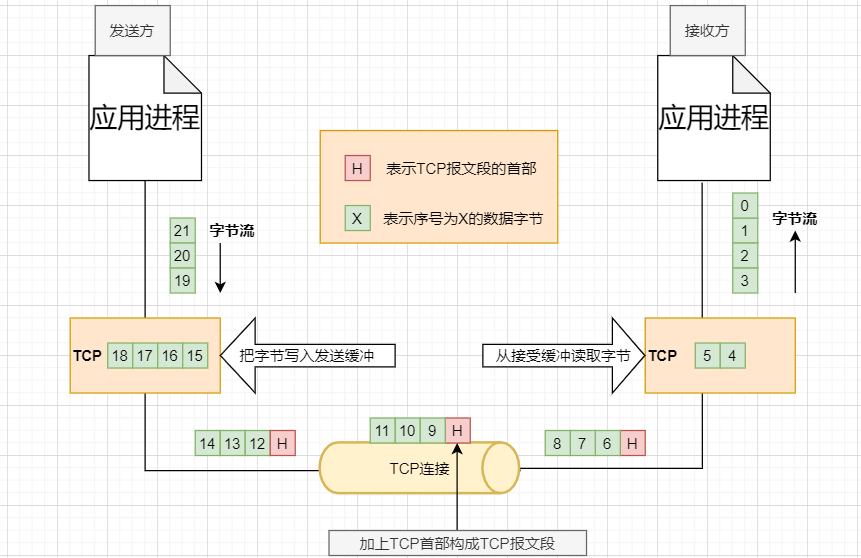 发送方
接收方
应用进程
应用进程
H 表示TCP报文段的首部
X 表示序号为X的数据字节
21
20
19
字节流
0
1
2
3
字节流
TCP 18 17 16 15
把字节写入发送缓冲
从接受缓冲读取字节
TCP 5 4
14 13 12 H
11 10 9 H
8 7 6 H
TCP连接
加上TCP首部构成TCP报文段